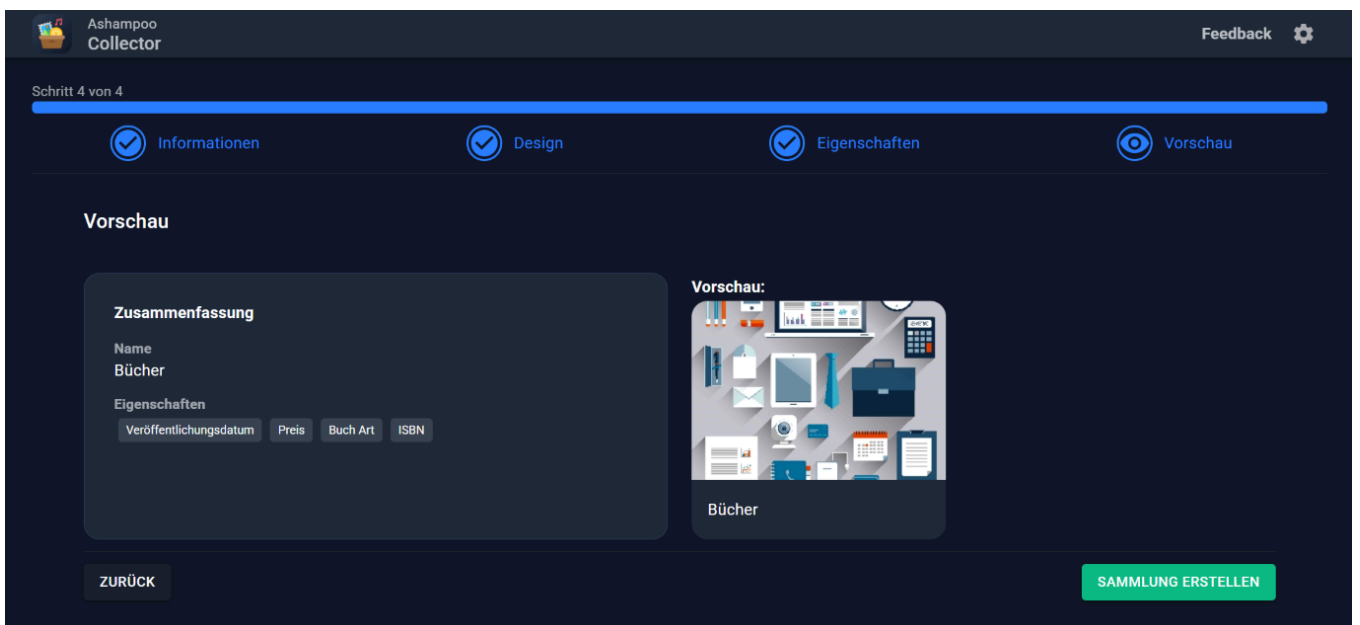 Ashampoo
Collector
Feedback
Schritt 4 von 4
Informationen
Design
Eigenschaften
Vorschau
Vorschau
Zusammenfassung
Name
Bücher
Eigenschaften
Veröffentlichungsdatum Preis Buch Art ISBN
Vorschau:
Bücher
ZURÜCK
SAMMLUNG ERSTELLEN